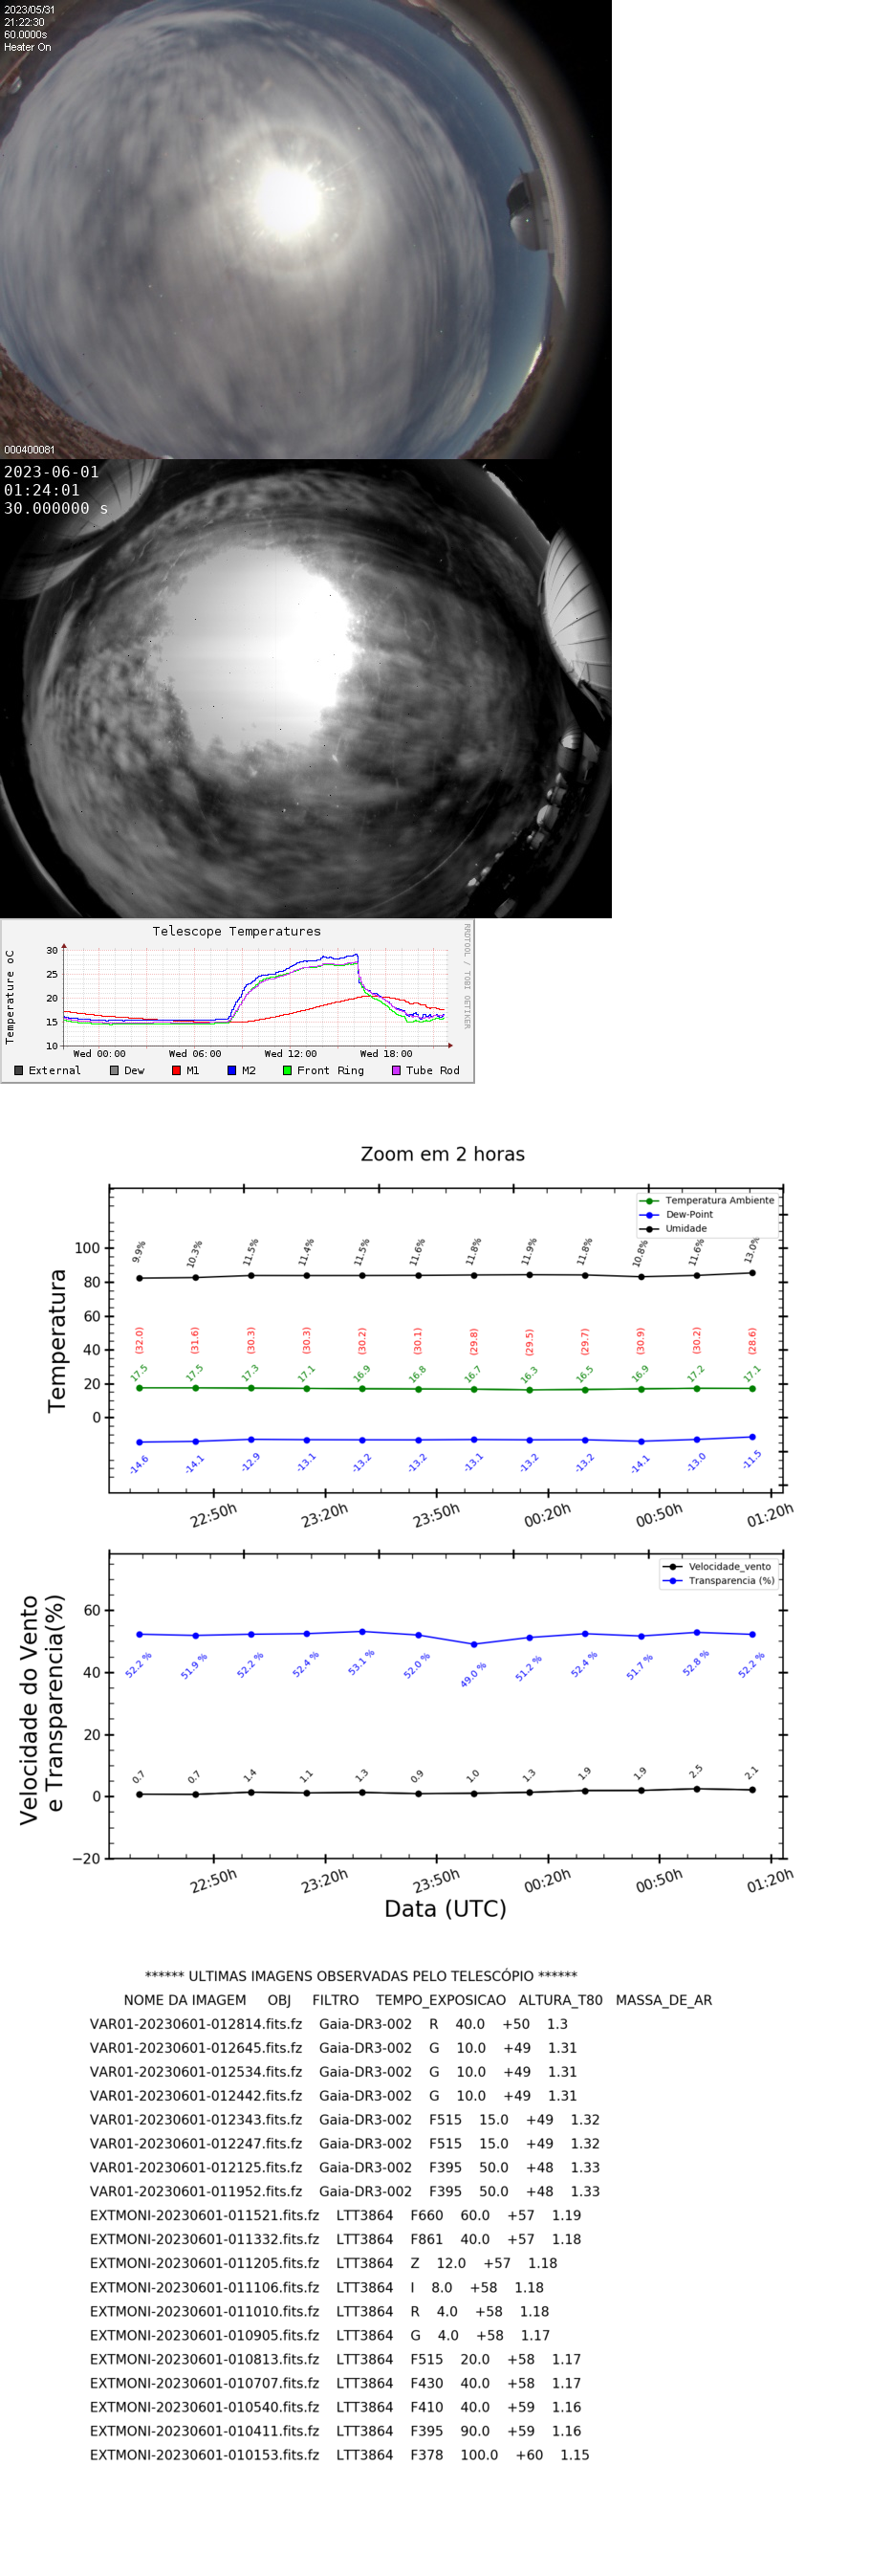 2023/05/31
21:22:30
60.0000s
Heater On
000400081
2023-06-01
01:24:01
30.000000 s
Telescope Temperatures
Temperature oC
RRDTOOL / TOBI OETIKER
30
25
20
15
10
Wed 00:00 Wed 06:00 Wed 12:00 Wed 18:00
External Dew M1 M2 Front Ring Tube Rod
Zoom em 2 horas
Temperatura Ambiente
Dew-Point
Umidade
Temperatura
100
80
60
40
20
0
9.9% 10.3% 11.5% 11.4% 11.5% 11.6% 11.8% 11.9% 11.8% 10.8% 11.6% 13.0%
(32.0) (31.6) (30.3) (30.3) (30.2) (30.1) (29.8) (29.5) (29.7) (30.9) (30.2) (28.6)
17.5 17.5 17.3 17.1 16.9 16.8 16.7 16.3 16.5 16.9 17.2 17.1
-14.6 -14.1 -12.9 -13.1 -13.2 -13.2 -13.1 -13.2 -13.2 -14.1 -13.0 -11.5
22:50h 23:20h 23:50h 00:20h 00:50h 01:20h
Velocidade_vento
Transparencia (%)
Velocidade do Vento
e Transparencia(%)
60
40
20
0
−20
52.2 % 51.9 % 52.2 % 52.4 % 53.1 % 52.0 % 49.0 % 51.2 % 52.4 % 51.7 % 52.8 % 52.2 %
0.7 0.7 1.4 1.1 1.3 0.9 1.0 1.3 1.9 1.9 2.5 2.1
22:50h 23:20h 23:50h 00:20h 00:50h 01:20h
Data (UTC)
****** ULTIMAS IMAGENS OBSERVADAS PELO TELESCÓPIO ******
NOME DA IMAGEM OBJ FILTRO TEMPO_EXPOSICAO ALTURA_T80 MASSA_DE_AR
VAR01-20230601-012814.fits.fz Gaia-DR3-002 R 40.0 +50 1.3
VAR01-20230601-012645.fits.fz Gaia-DR3-002 G 10.0 +49 1.31
VAR01-20230601-012534.fits.fz Gaia-DR3-002 G 10.0 +49 1.31
VAR01-20230601-012442.fits.fz Gaia-DR3-002 G 10.0 +49 1.31
VAR01-20230601-012343.fits.fz Gaia-DR3-002 F515 15.0 +49 1.32
VAR01-20230601-012247.fits.fz Gaia-DR3-002 F515 15.0 +49 1.32
VAR01-20230601-012125.fits.fz Gaia-DR3-002 F395 50.0 +48 1.33
VAR01-20230601-011952.fits.fz Gaia-DR3-002 F395 50.0 +48 1.33
EXTMONI-20230601-011521.fits.fz LTT3864 F660 60.0 +57 1.19
EXTMONI-20230601-011332.fits.fz LTT3864 F861 40.0 +57 1.18
EXTMONI-20230601-011205.fits.fz LTT3864 Z 12.0 +57 1.18
EXTMONI-20230601-011106.fits.fz LTT3864 I 8.0 +58 1.18
EXTMONI-20230601-011010.fits.fz LTT3864 R 4.0 +58 1.18
EXTMONI-20230601-010905.fits.fz LTT3864 G 4.0 +58 1.17
EXTMONI-20230601-010813.fits.fz LTT3864 F515 20.0 +58 1.17
EXTMONI-20230601-010707.fits.fz LTT3864 F430 40.0 +58 1.17
EXTMONI-20230601-010540.fits.fz LTT3864 F410 40.0 +59 1.16
EXTMONI-20230601-010411.fits.fz LTT3864 F395 90.0 +59 1.16
EXTMONI-20230601-010153.fits.fz LTT3864 F378 100.0 +60 1.15